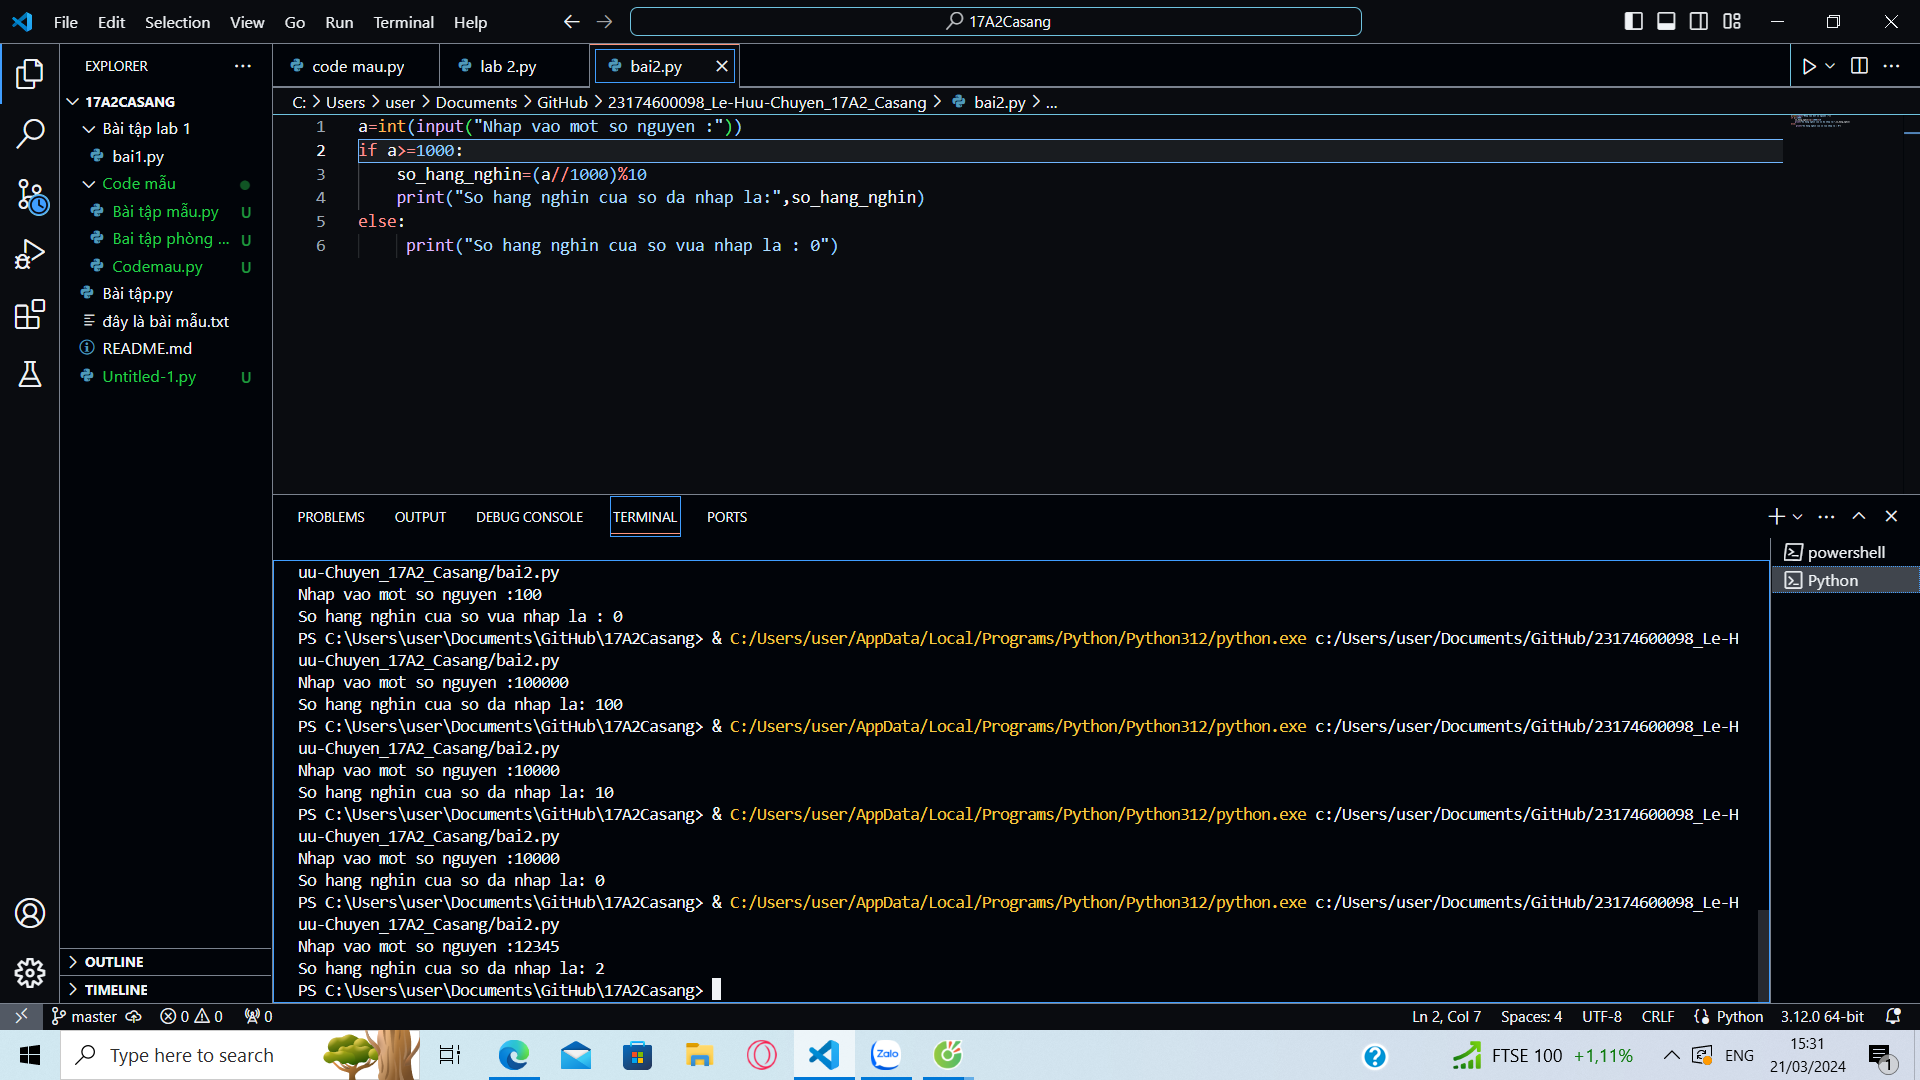 File Edit Selection View Go Run Terminal Help
17A2Casang
EXPLORER
17A2CASANG
Bài tập lab 1
bai1.py
Code mẫu
Bài tập mẫu.py U
Bai tập phòng ... U
Codemau.py U
Bài tập.py
đây là bài mẫu.txt
README.md
Untitled-1.py U
OUTLINE
TIMELINE
code mau.py lab 2.py bai2.py
C: > Users > user > Documents > GitHub > 23174600098_Le-Huu-Chuyen_17A2_Casang > bai2.py > ...
1 a=int(input("Nhap vao mot so nguyen :"))
2 if a>=1000:
3 so_hang_nghin=(a//1000)%10
4 print("So hang nghin cua so da nhap la:",so_hang_nghin)
5 else:
6 print("So hang nghin cua so vua nhap la : 0")
PROBLEMS OUTPUT DEBUG CONSOLE TERMINAL PORTS
powershell
Python
uu-Chuyen_17A2_Casang/bai2.py
Nhap vao mot so nguyen :100
So hang nghin cua so vua nhap la : 0
PS C:\Users\user\Documents\GitHub\17A2Casang> & C:/Users/user/AppData/Local/Programs/Python/Python312/python.exe c:/Users/user/Documents/GitHub/23174600098_Le-H
uu-Chuyen_17A2_Casang/bai2.py
Nhap vao mot so nguyen :100000
So hang nghin cua so da nhap la: 100
PS C:\Users\user\Documents\GitHub\17A2Casang> & C:/Users/user/AppData/Local/Programs/Python/Python312/python.exe c:/Users/user/Documents/GitHub/23174600098_Le-H
uu-Chuyen_17A2_Casang/bai2.py
Nhap vao mot so nguyen :10000
So hang nghin cua so da nhap la: 10
PS C:\Users\user\Documents\GitHub\17A2Casang> & C:/Users/user/AppData/Local/Programs/Python/Python312/python.exe c:/Users/user/Documents/GitHub/23174600098_Le-H
uu-Chuyen_17A2_Casang/bai2.py
Nhap vao mot so nguyen :10000
So hang nghin cua so da nhap la: 0
PS C:\Users\user\Documents\GitHub\17A2Casang> & C:/Users/user/AppData/Local/Programs/Python/Python312/python.exe c:/Users/user/Documents/GitHub/23174600098_Le-H
uu-Chuyen_17A2_Casang/bai2.py
Nhap vao mot so nguyen :12345
So hang nghin cua so da nhap la: 2
PS C:\Users\user\Documents\GitHub\17A2Casang>
master 0 0 0 Ln 2, Col 7 Spaces: 4 UTF-8 CRLF Python 3.12.0 64-bit
Type here to search Zalo FTSE 100 +1,11% ENG 15:31
21/03/2024 1